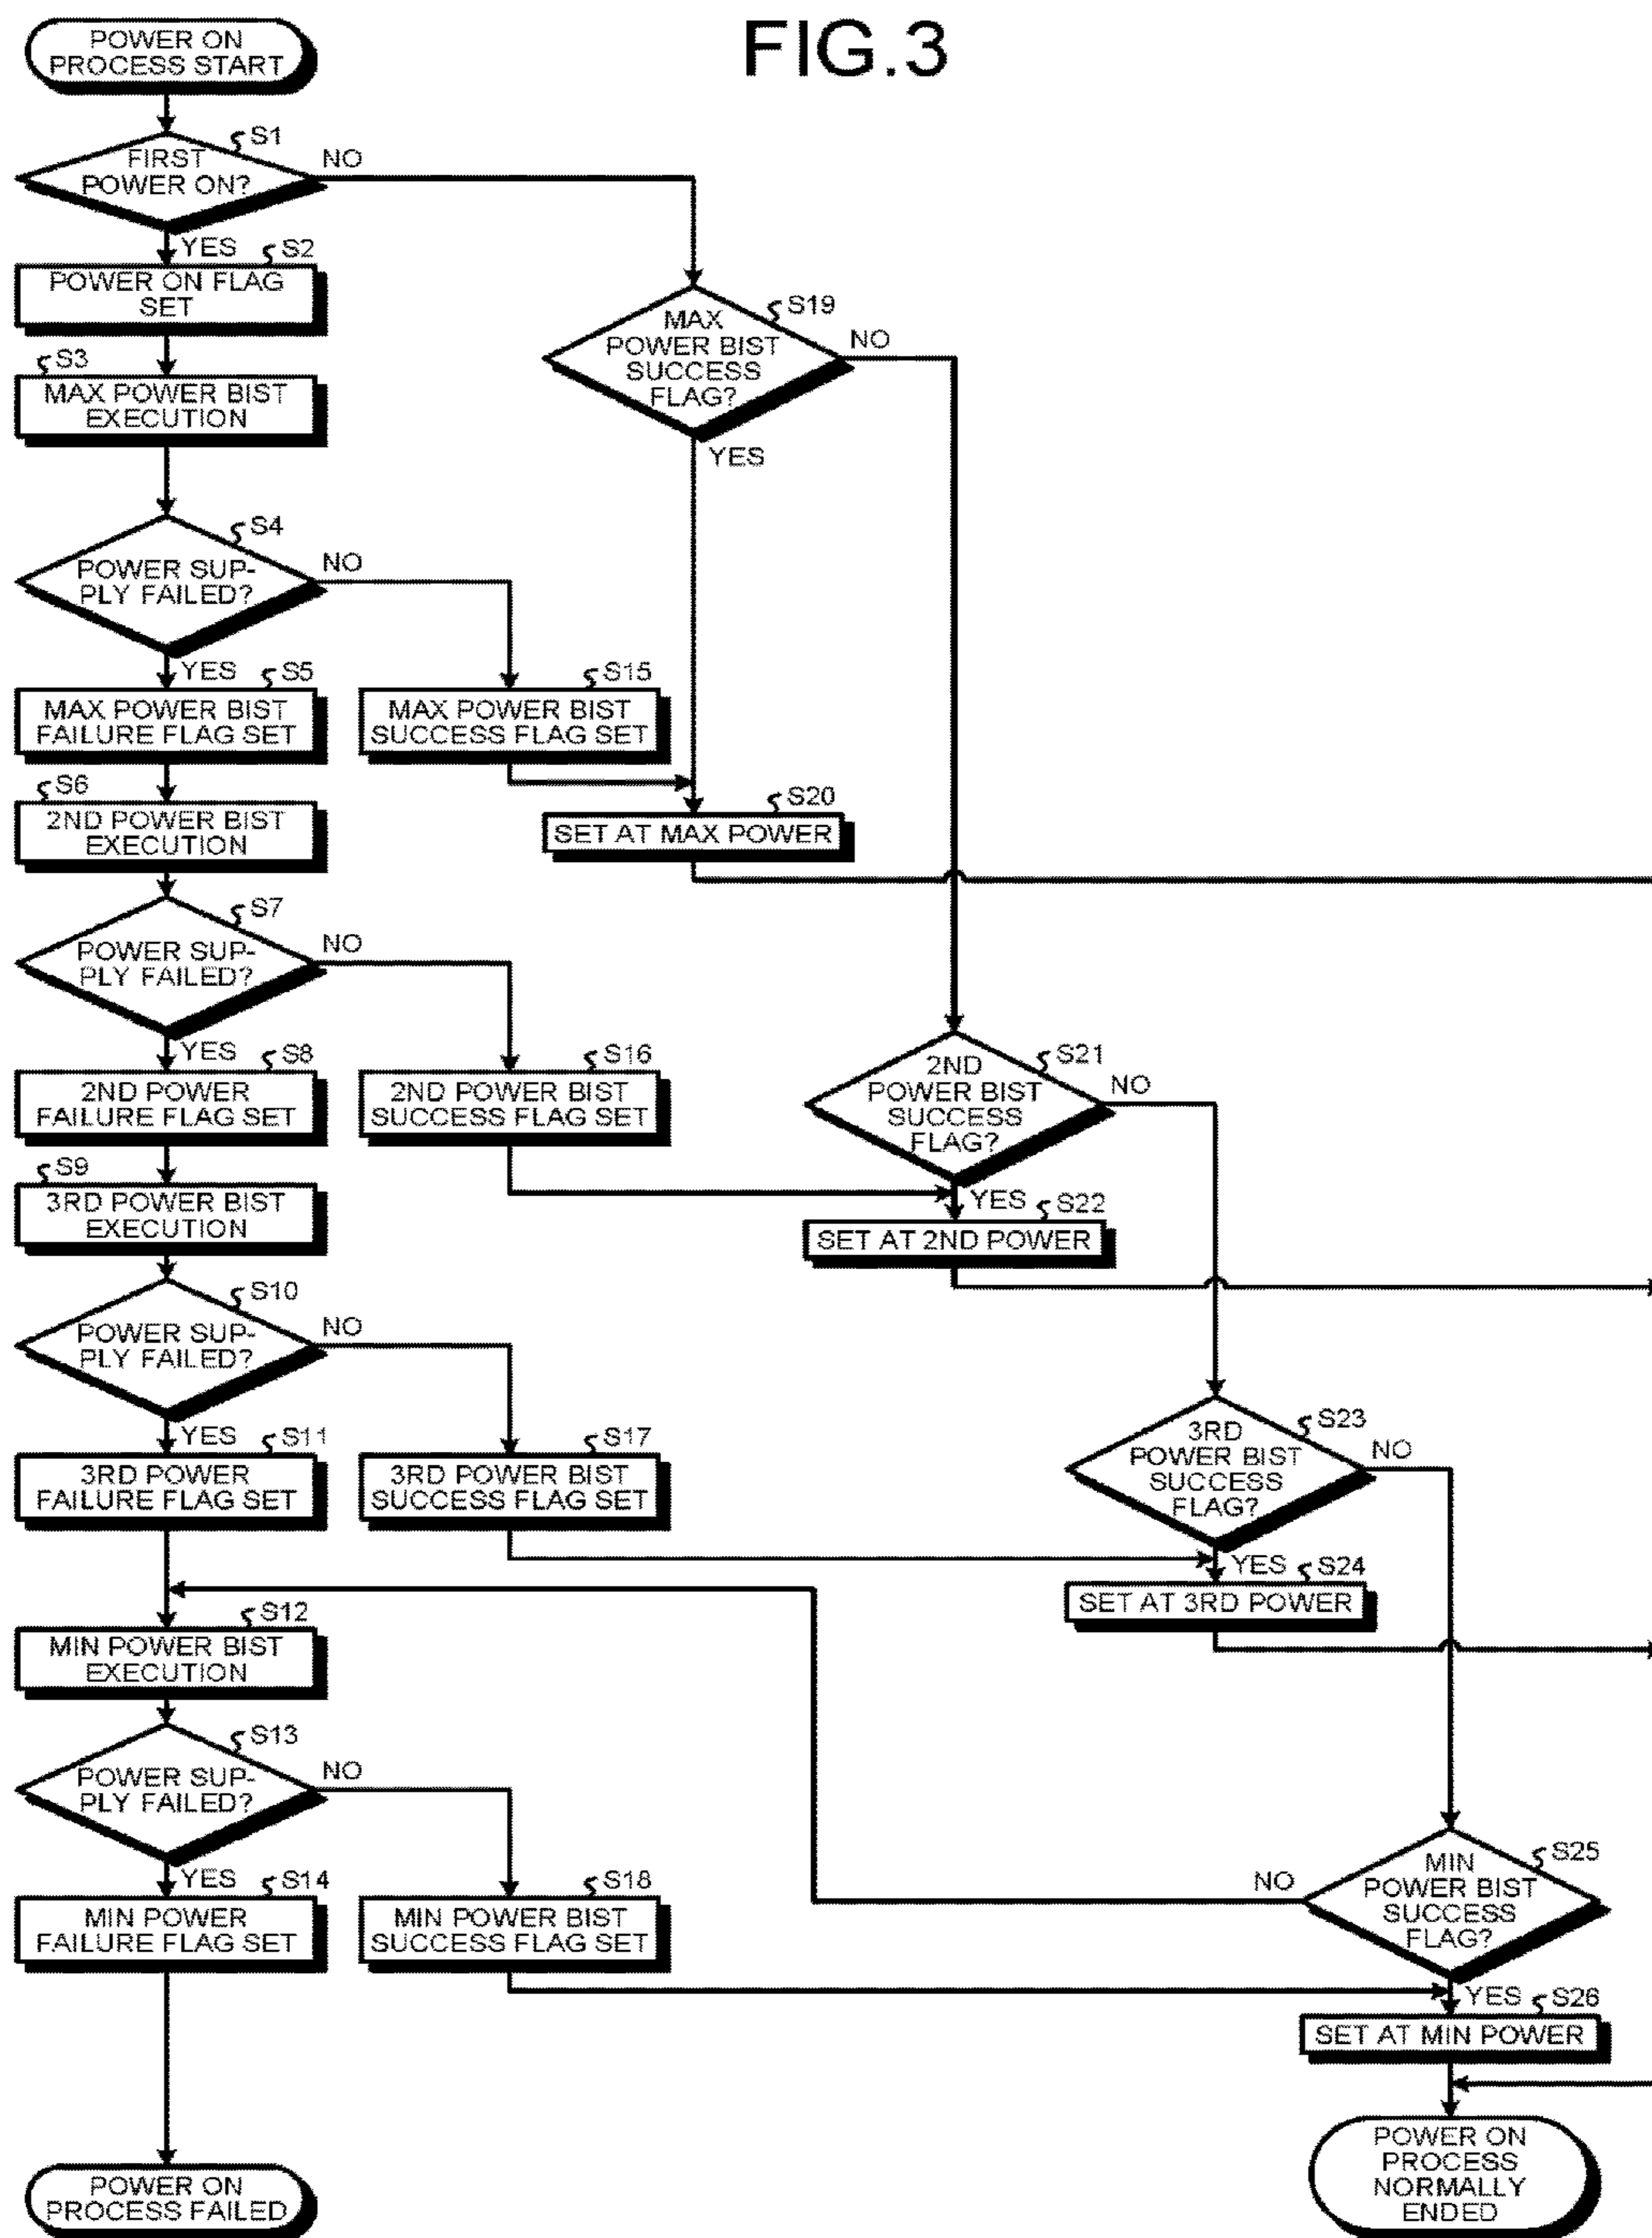 FIG.3
POWER ON
PROCESS START
S1
FIRST
POWER ON?
NO
YES
S2
POWER ON FLAG
SET
S3
MAX POWER BIST
EXECUTION
S4
POWER SUP-
PLY FAILED?
NO
YES
S5
MAX POWER BIST
FAILURE FLAG SET
S6
2ND POWER BIST
EXECUTION
S7
POWER SUP-
PLY FAILED?
NO
YES
S8
2ND POWER
FAILURE FLAG SET
S9
3RD POWER BIST
EXECUTION
S10
POWER SUP-
PLY FAILED?
NO
YES
S11
3RD POWER
FAILURE FLAG SET
S12
MIN POWER BIST
EXECUTION
S13
POWER SUP-
PLY FAILED?
NO
YES
S14
MIN POWER
FAILURE FLAG SET
POWER ON
PROCESS FAILED
S15
MAX POWER BIST
SUCCESS FLAG SET
S16
2ND POWER BIST
SUCCESS FLAG SET
S17
3RD POWER BIST
SUCCESS FLAG SET
S18
MIN POWER BIST
SUCCESS FLAG SET
S19
MAX
POWER BIST
SUCCESS
FLAG?
NO
YES
S20
SET AT MAX POWER
S21
2ND
POWER BIST
SUCCESS
FLAG?
NO
YES
S22
SET AT 2ND POWER
S23
3RD
POWER BIST
SUCCESS
FLAG?
NO
YES
S24
SET AT 3RD POWER
S25
MIN
POWER BIST
SUCCESS
FLAG?
NO
YES
S26
SET AT MIN POWER
POWER ON
PROCESS
NORMALLY
ENDED